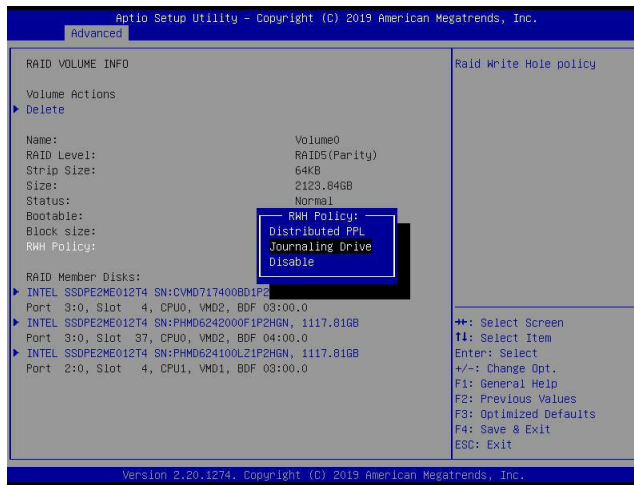 Aptio Setup Utility – Copyright (C) 2019 American Megatrends, Inc.
Advanced
RAID VOLUME INFO
Raid Write Hole policy
Volume Actions
Delete
Name: Volume0
RAID Level: RAID5(Parity)
Strip Size: 64KB
Size: 2123.84GB
Status: Normal
Bootable:
Block size:
RWH Policy:
RWH Policy:
Distributed PPL
Journaling Drive
Disable
RAID Member Disks:
INTEL SSDPE2ME012T4 SN:CVMD717400BD1P2
Port 3:0, Slot 4, CPU0, VMD2, BDF 03:00.0
INTEL SSDPE2ME012T4 SN:PHMD6242000F1P2HGN, 1117.81GB
Port 3:0, Slot 37, CPU0, VMD2, BDF 04:00.0
INTEL SSDPE2ME012T4 SN:PHMD624100LZ1P2HGN, 1117.81GB
Port 2:0, Slot 4, CPU1, VMD1, BDF 03:00.0
→←: Select Screen
↑↓: Select Item
Enter: Select
+/-: Change Opt.
F1: General Help
F2: Previous Values
F3: Optimized Defaults
F4: Save & Exit
ESC: Exit
Version 2.20.1274. Copyright (C) 2019 American Megatrends, Inc.